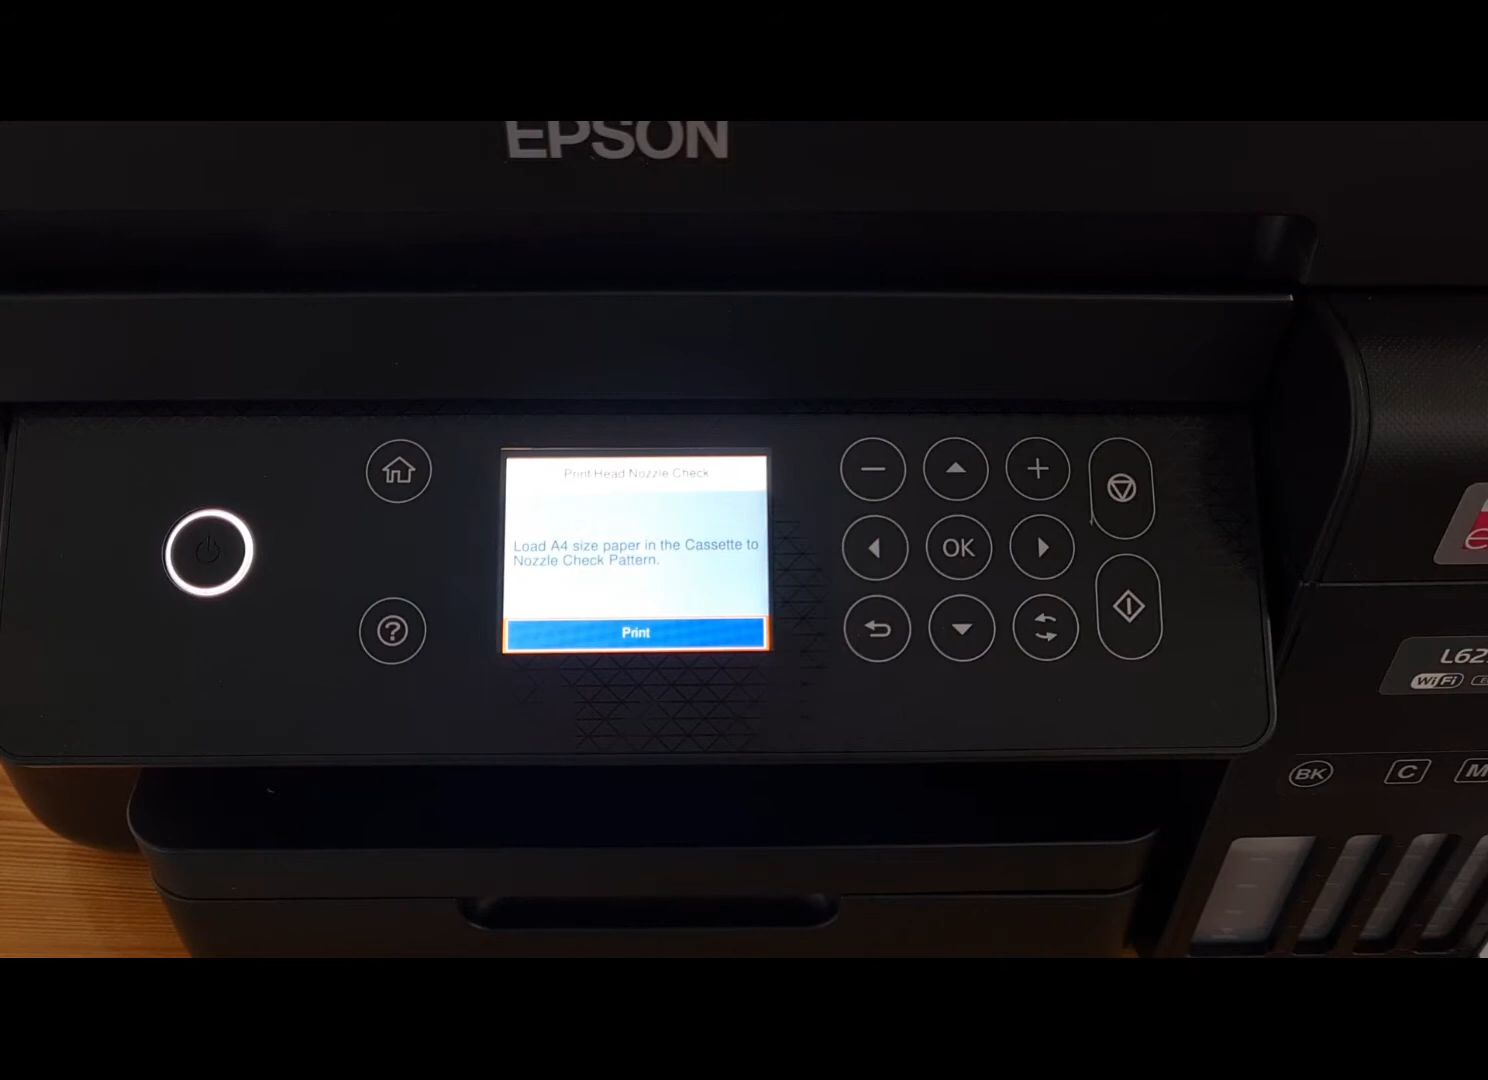 EPSON
Print Head Nozzle Check
Load A4 size paper in the Cassette to
Nozzle Check Pattern.
Print
OK
WiFi
BK
C
M